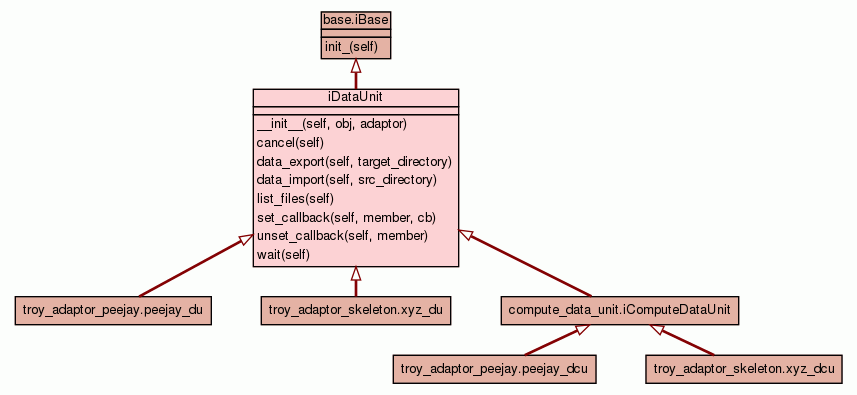 base.iBase
init_(self)
iDataUnit
__init__(self, obj, adaptor)
cancel(self)
data_export(self, target_directory)
data_import(self, src_directory)
list_files(self)
set_callback(self, member, cb)
unset_callback(self, member)
wait(self)
troy_adaptor_peejay.peejay_du
troy_adaptor_skeleton.xyz_du
compute_data_unit.iComputeDataUnit
troy_adaptor_peejay.peejay_dcu
troy_adaptor_skeleton.xyz_dcu